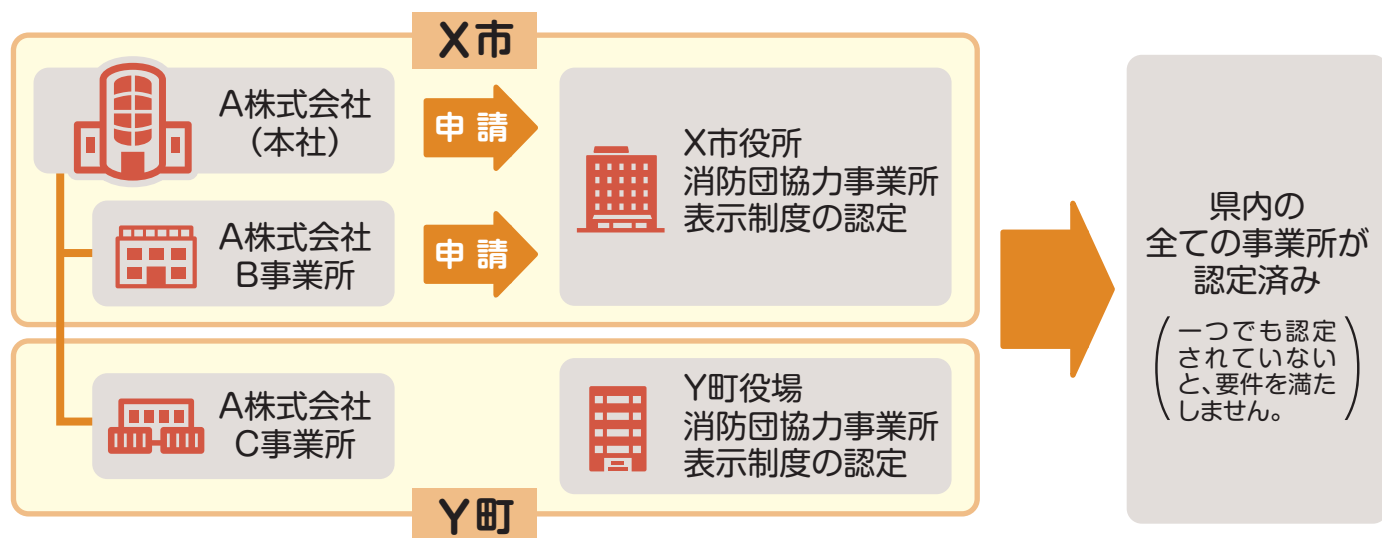 X市
A株式会社
(本社)
申請
X市役所
消防団協力事業所
表示制度の認定
A株式会社
B事業所
申請
A株式会社
C事業所
Y町役場
消防団協力事業所
表示制度の認定
Y町
県内の
全ての事業所が
認定済み
(一つでも認定
されていない
と、要件を満た
しません。)